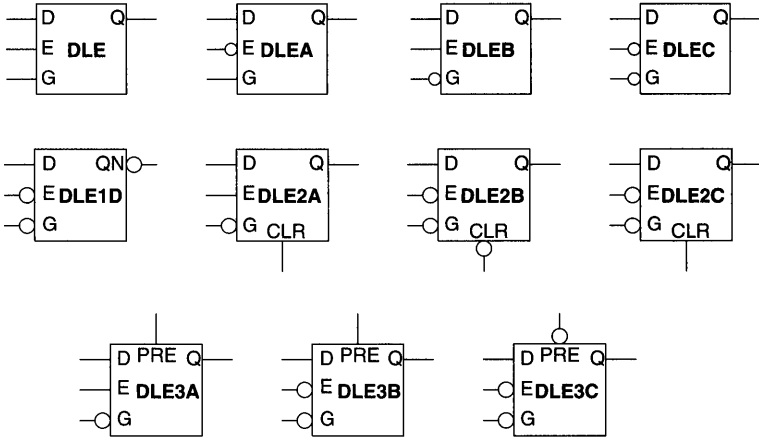 D Q D Q D Q D Q
E DLE E DLEA E DLEB E DLEC
G G G G
D QN D Q D Q D Q
E DLE1D E DLE2A E DLE2B E DLE2C
G G CLR G CLR G CLR
D PRE Q D PRE Q D PRE Q
E DLE3A E DLE3B E DLE3C
G G G